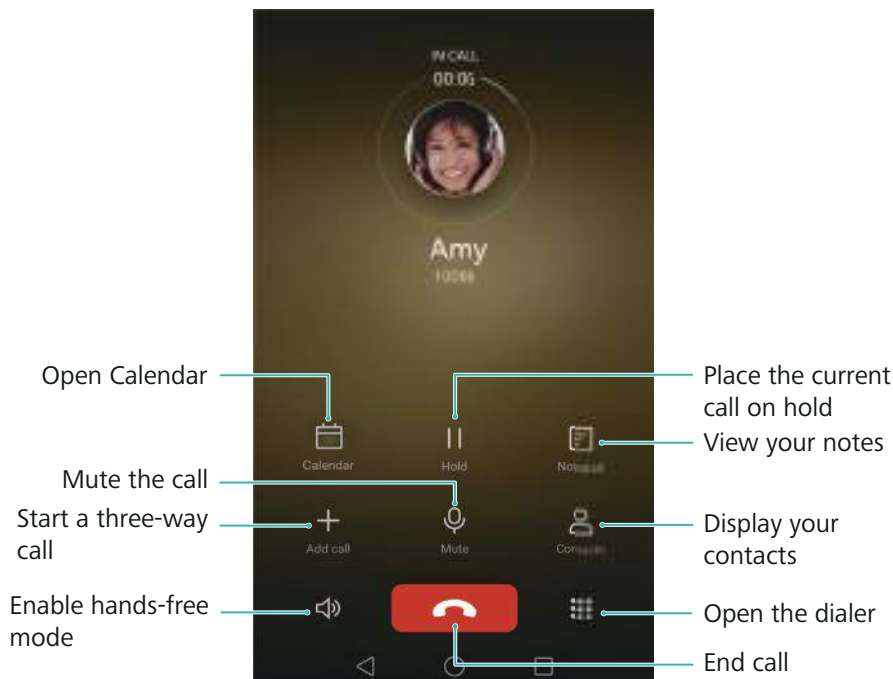 IN CALL
00:05
Amy
10086
Open Calendar
Place the current
call on hold
View your notes
Calendar
Hold
Mute the call
Start a three-way
call
Display your
contacts
Add call
Mute
Enable hands-free
mode
Open the dialer
End call